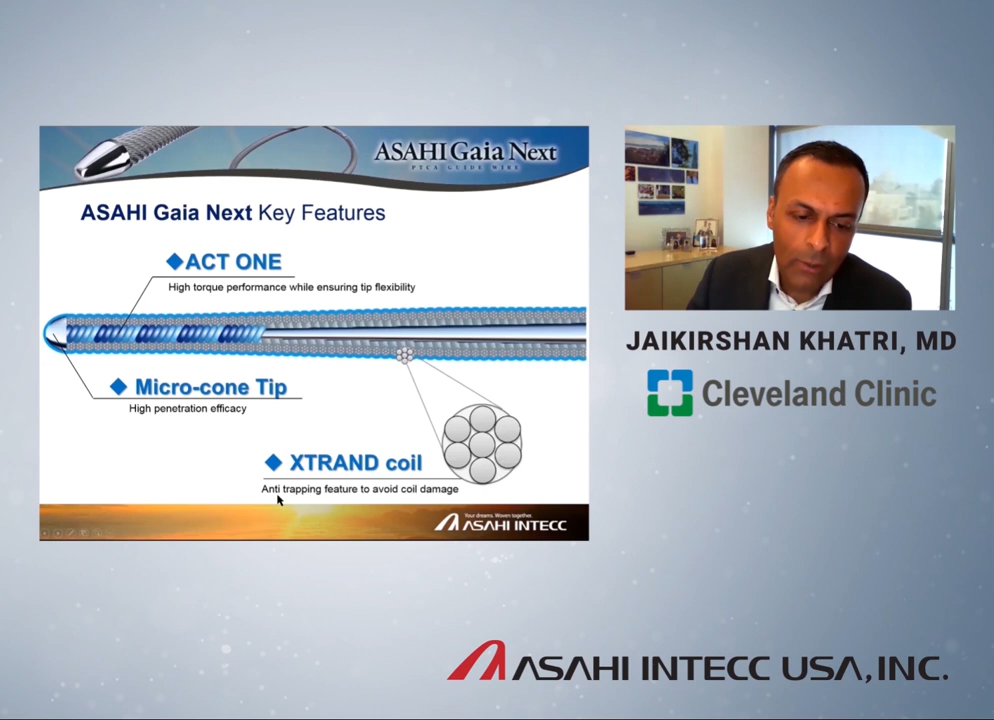 ASAHI Gaia Next
PTCA GUIDE WIRE
ASAHI Gaia Next Key Features
◆ACT ONE
High torque performance while ensuring tip flexibility
◆ Micro-cone Tip
High penetration efficacy
◆ XTRAND coil
Anti trapping feature to avoid coil damage
Your dreams. Woven together.
ASAHI INTECC
JAIKIRSHAN KHATRI, MD
Cleveland Clinic
ASAHI INTECC USA, INC.